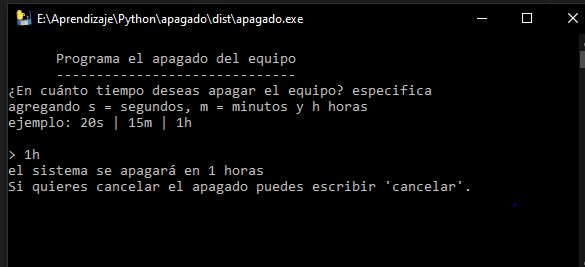 E:\Aprendizaje\Python\apagado\dist\apagado.exe
Programa el apagado del equipo
------------------------------
¿En cuánto tiempo deseas apagar el equipo? especifica
agregando s = segundos, m = minutos y h horas
ejemplo: 20s | 15m | 1h
> 1h
el sistema se apagará en 1 horas
Si quieres cancelar el apagado puedes escribir 'cancelar'.